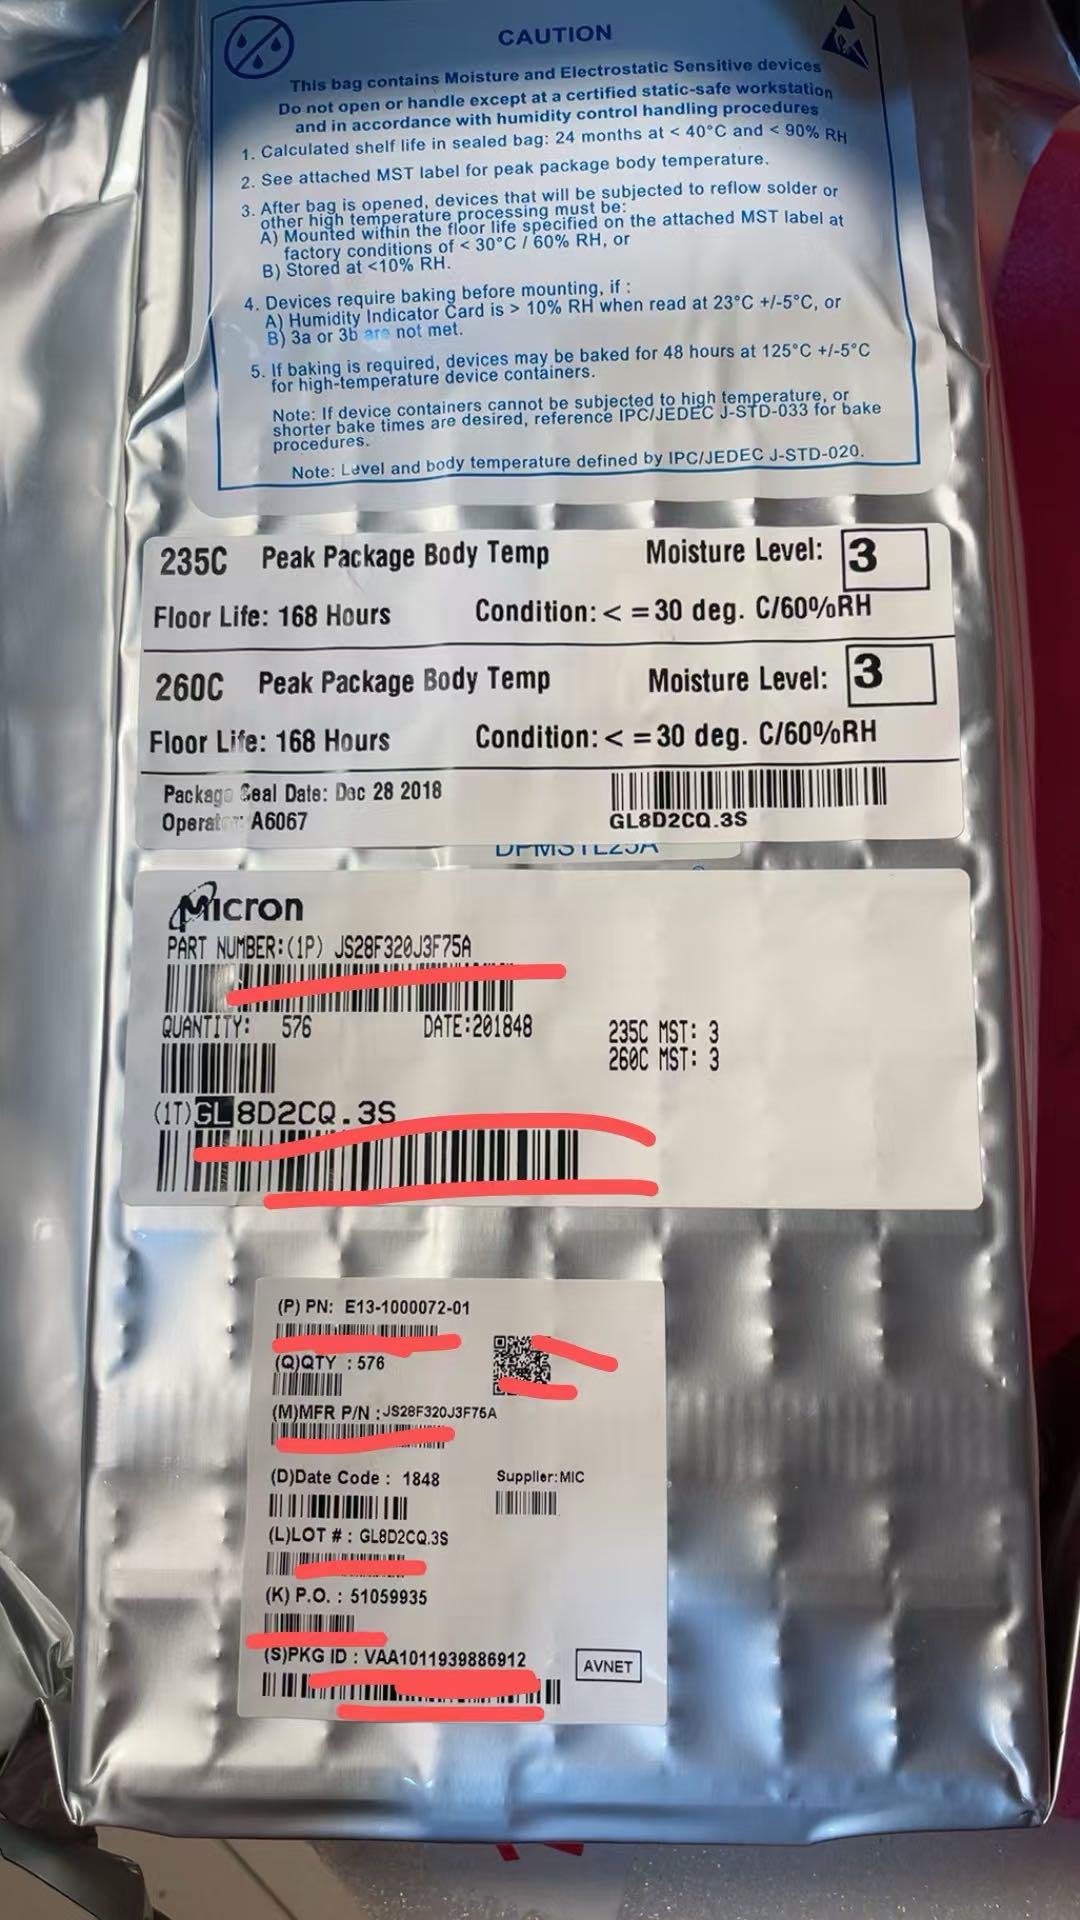 CAUTION
This bag contains Moisture and Electrostatic Sensitive devices
Do not open or handle except at a certified static-safe workstation
and in accordance with humidity control handling procedures
1. Calculated shelf life in sealed bag: 24 months at < 40°C and < 90% RH
2. See attached MST label for peak package body temperature.
3. After bag is opened, devices that will be subjected to reflow solder or
other high temperature processing must be:
A) Mounted within the floor life specified on the attached MST label at
factory conditions of < 30°C / 60% RH, or
B) Stored at <10% RH.
4. Devices require baking before mounting, if :
A) Humidity Indicator Card is > 10% RH when read at 23°C +/-5°C, or
B) 3a or 3b are not met.
5. If baking is required, devices may be baked for 48 hours at 125°C +/-5°C
for high-temperature device containers.
Note: If device containers cannot be subjected to high temperature, or
shorter bake times are desired, reference IPC/JEDEC J-STD-033 for bake
procedures.
Note: Level and body temperature defined by IPC/JEDEC J-STD-020.
235C Peak Package Body Temp Moisture Level: 3
Floor Life: 168 Hours Condition: < = 30 deg. C/60%RH
260C Peak Package Body Temp Moisture Level: 3
Floor Life: 168 Hours Condition: < = 30 deg. C/60%RH
Package Seal Date: Dec 28 2018
Operator: A6067
GL8D2CQ.3S
Micron
PART NUMBER:(1P) JS28F320J3F75A
QUANTITY: 576 DATE:201848 235C MST: 3
260C MST: 3
(1T)GL8D2CQ.3S
(P) PN: E13-1000072-01
(Q)QTY : 576
(M)MFR P/N :JS28F320J3F75A
(D)Date Code : 1848 Supplier:MIC
(L)LOT # : GL8D2CQ.3S
(K) P.O. : 51059935
(S)PKG ID : VAA1011939886912
AVNET